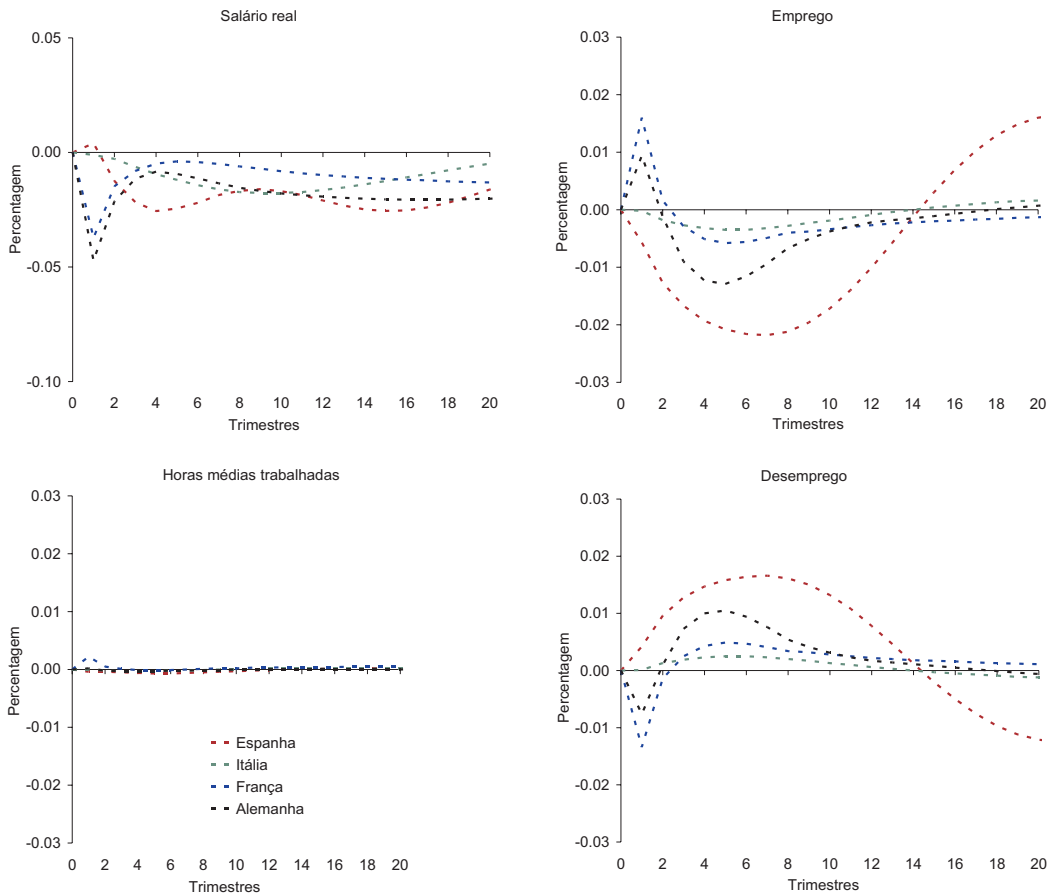 Salário real
0.05
0.00
-0.05
-0.10
Percentagem
0 2 4 6 8 10 12 14 16 18 20
Trimestres
Emprego
0.03
0.02
0.01
0.00
-0.01
-0.02
-0.03
Percentagem
0 2 4 6 8 10 12 14 16 18 20
Trimestres
Horas médias trabalhadas
0.03
0.02
0.01
0.00
-0.01
-0.02
-0.03
Percentagem
Espanha
Itália
França
Alemanha
0 2 4 6 8 10 12 14 16 18 20
Trimestres
Desemprego
0.03
0.02
0.01
0.00
-0.01
-0.02
-0.03
Percentagem
0 2 4 6 8 10 12 14 16 18 20
Trimestres